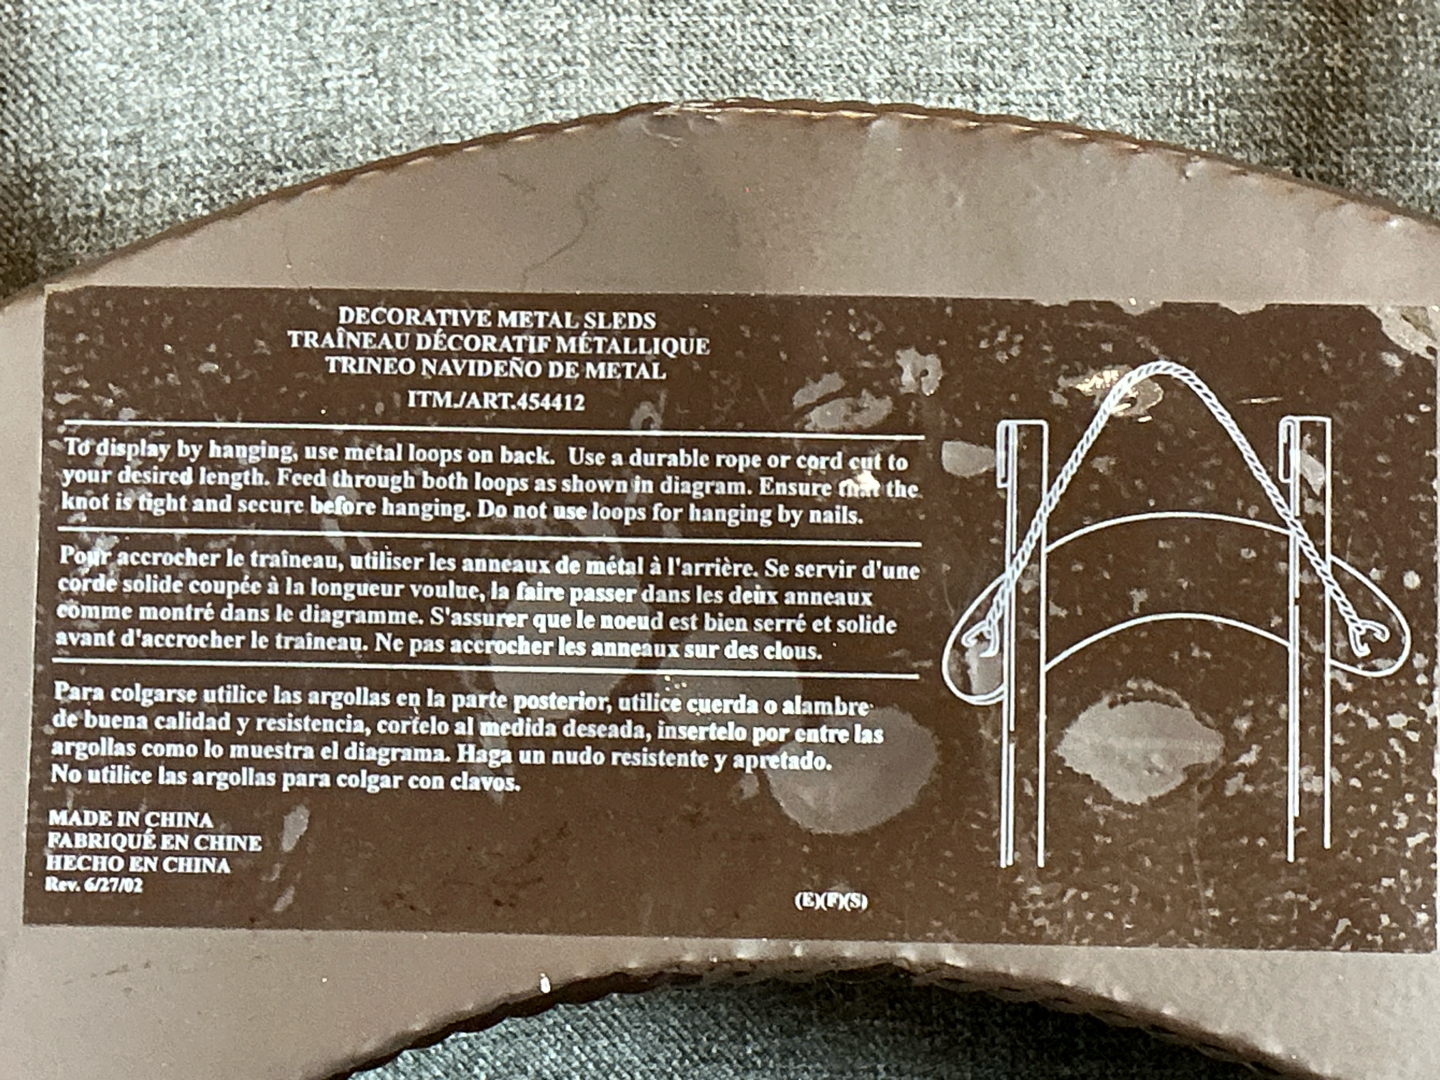 DECORATIVE METAL SLEDS
TRAÎNEAU DÉCORATIF MÉTALLIQUE
TRINEO NAVIDEÑO DE METAL
ITM./ART.454412
To display by hanging, use metal loops on back. Use a durable rope or cord cut to
your desired length. Feed through both loops as shown in diagram. Ensure that the
knot is tight and secure before hanging. Do not use loops for hanging by nails.
Pour accrocher le traîneau, utiliser les anneaux de métal à l'arrière. Se servir d'une
corde solide coupée à la longueur voulue, la faire passer dans les deux anneaux
comme montré dans le diagramme. S'assurer que le noeud est bien serré et solide
avant d'accrocher le traîneau. Ne pas accrocher les anneaux sur des clous.
Para colgarse utilice las argollas en la parte posterior, utilice cuerda o alambre
de buena calidad y resistencia, cortelo al medida deseada, insertelo por entre las
argollas como lo muestra el diagrama. Haga un nudo resistente y apretado.
No utilice las argollas para colgar con clavos.
MADE IN CHINA
FABRIQUÉ EN CHINE
HECHO EN CHINA
Rev. 6/27/02
(E)(F)(S)